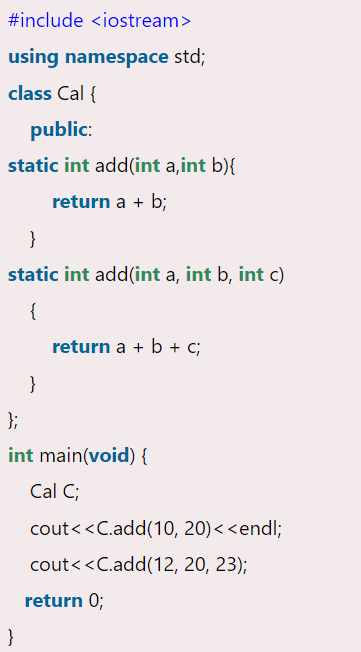 #include <iostream>
using namespace std;
class Cal {
public:
static int add(int a,int b){
return a + b;
}
static int add(int a, int b, int c)
{
return a + b + c;
}
};
int main(void) {
Cal C;
cout<<C.add(10, 20)<<endl;
cout<<C.add(12, 20, 23);
return 0;
}